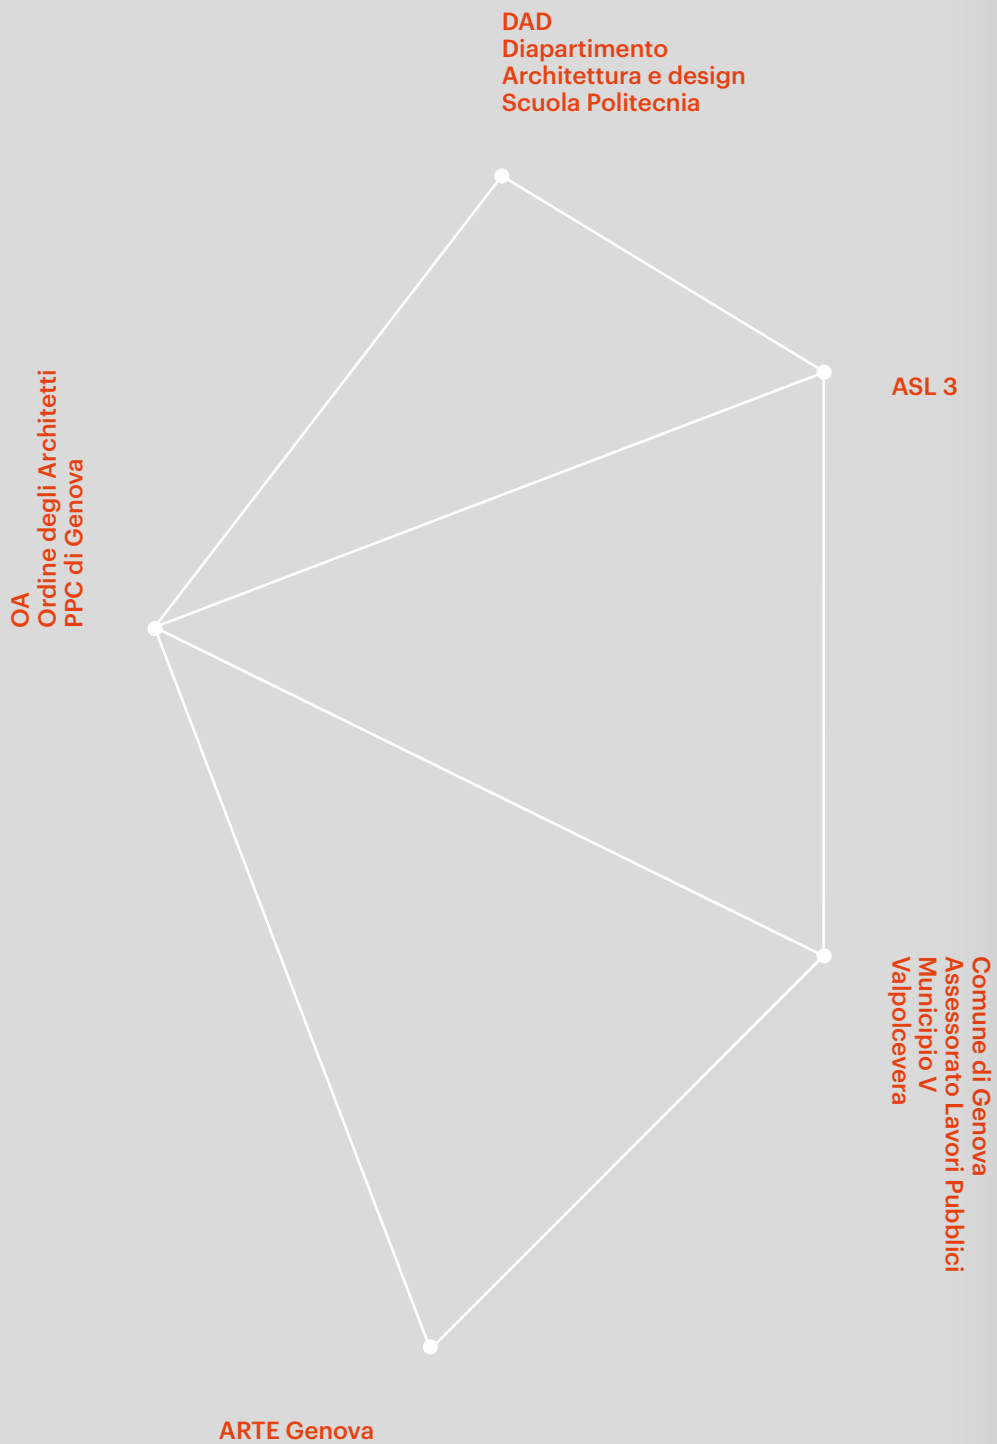 DAD
Diapartimento
Architettura e design
Scuola Politecnia
ASL 3
OA
Ordine degli Architetti
PPC di Genova
Comune di Genova
Assessorato Lavori Pubblici
Municipio V
Valpolcevera
ARTE Genova